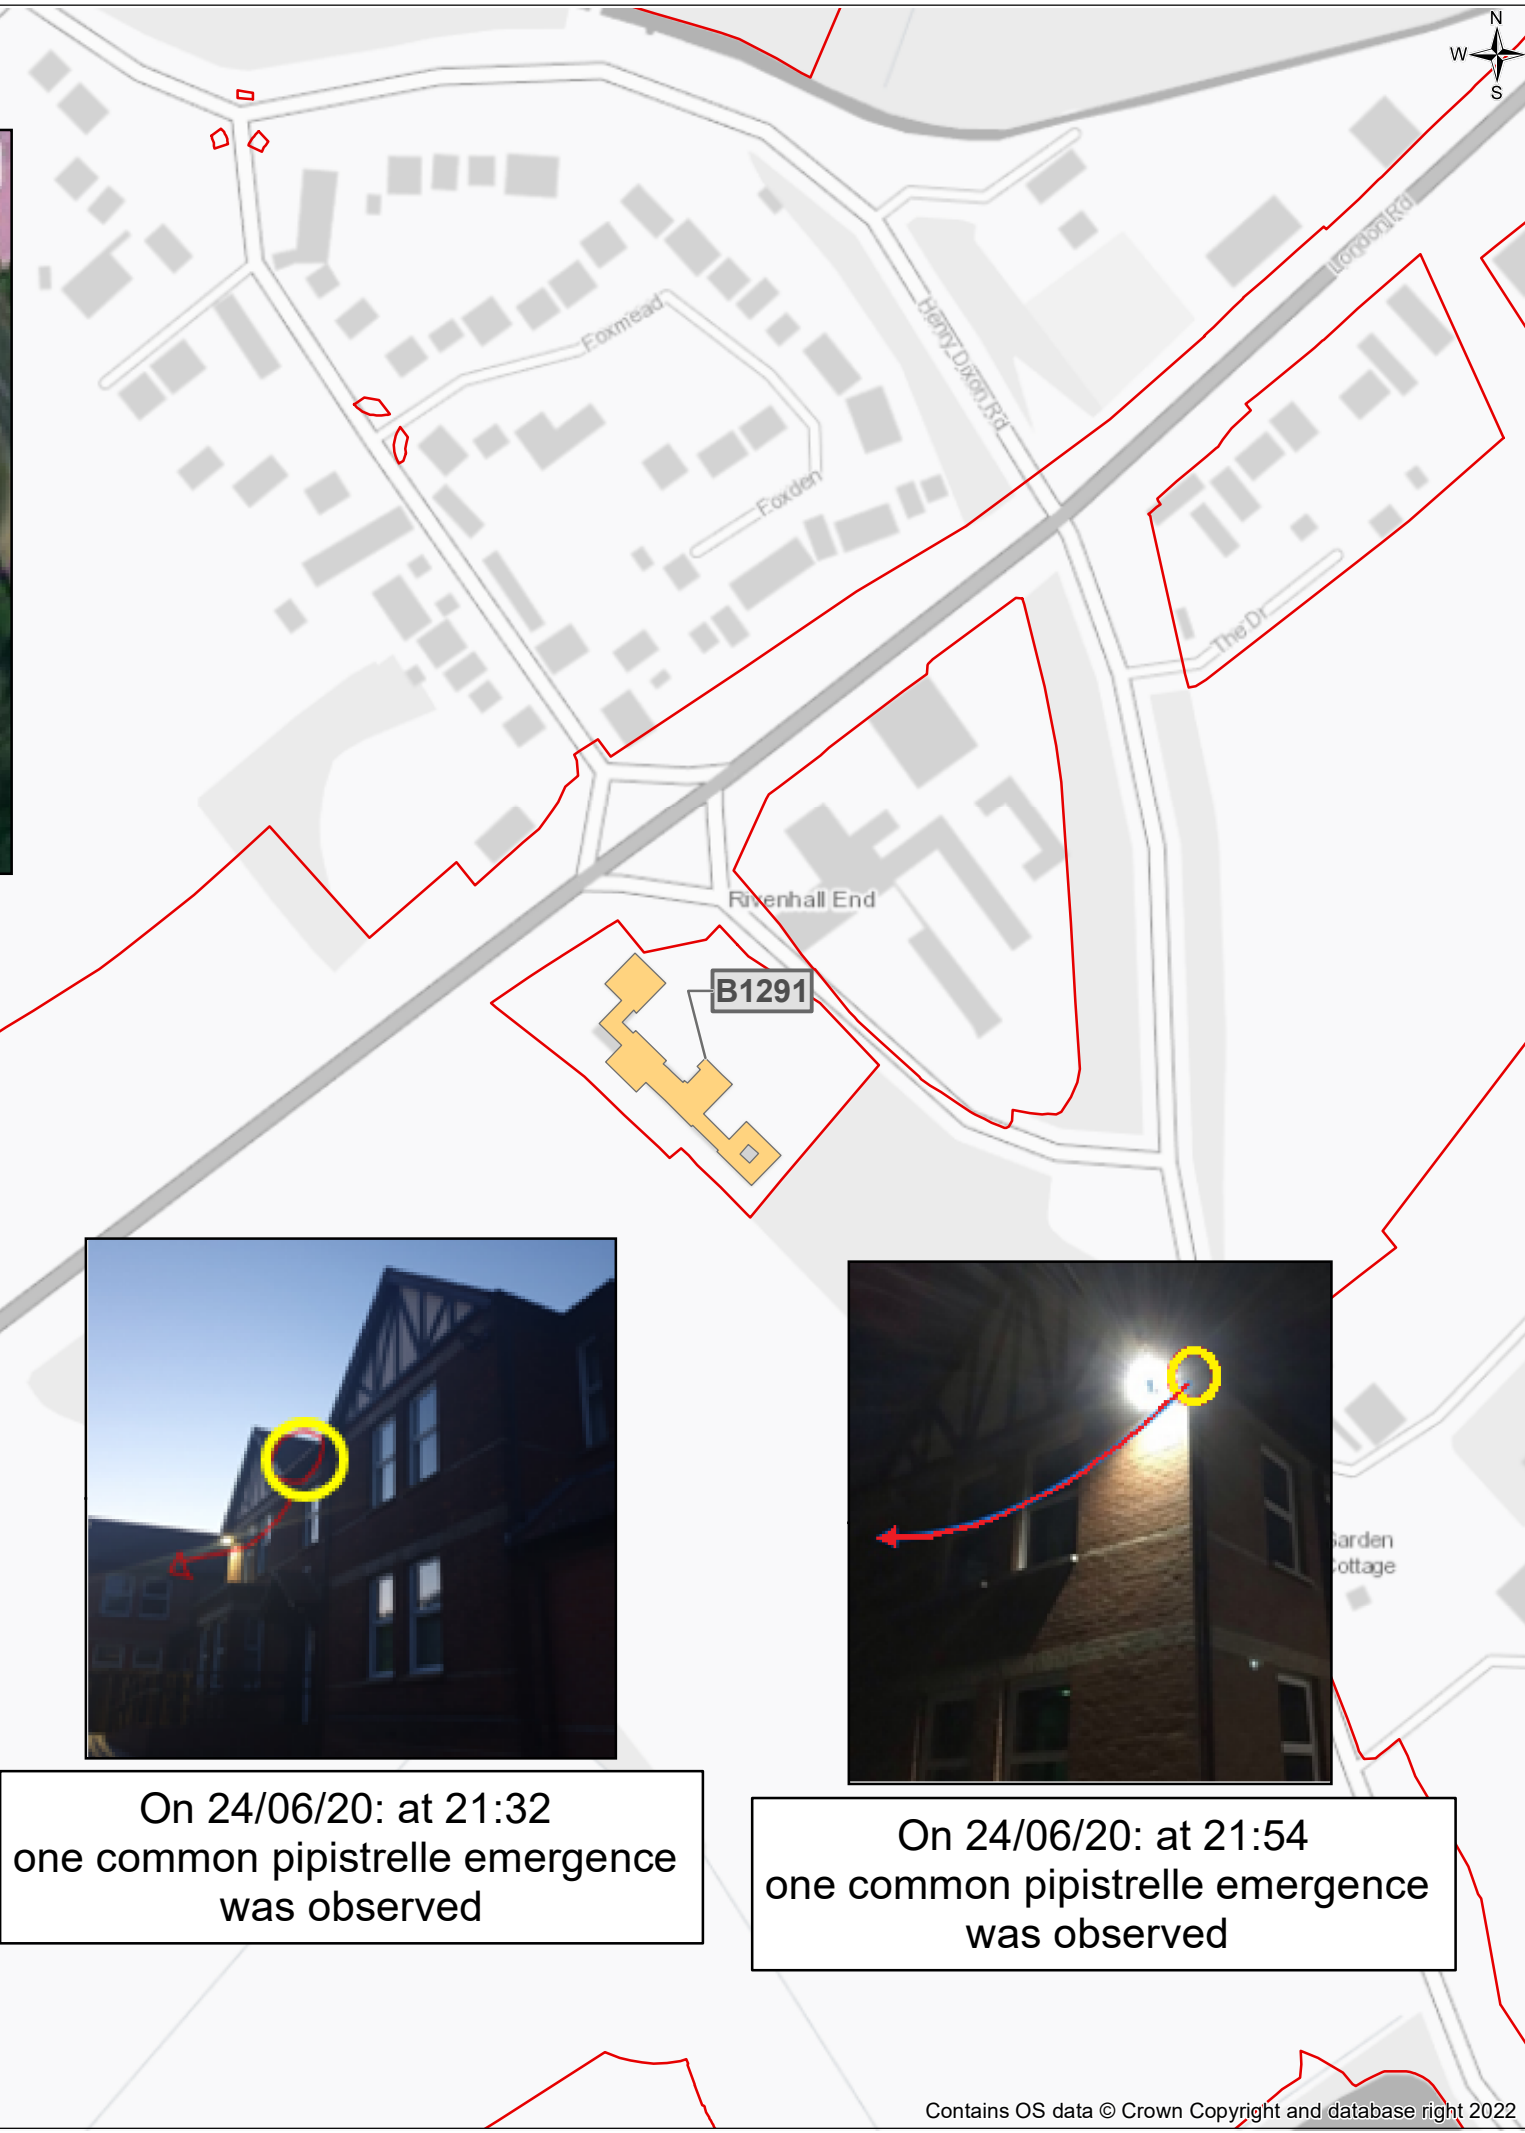 N
W
S
London Rd
Foxmead
Henry Dixon Rd
Foxden
The Dr
Rivenhall End
B1291
Garden
Cottage
On 24/06/20: at 21:32
one common pipistrelle emergence
was observed
On 24/06/20: at 21:54
one common pipistrelle emergence
was observed
Contains OS data © Crown Copyright and database right 2022